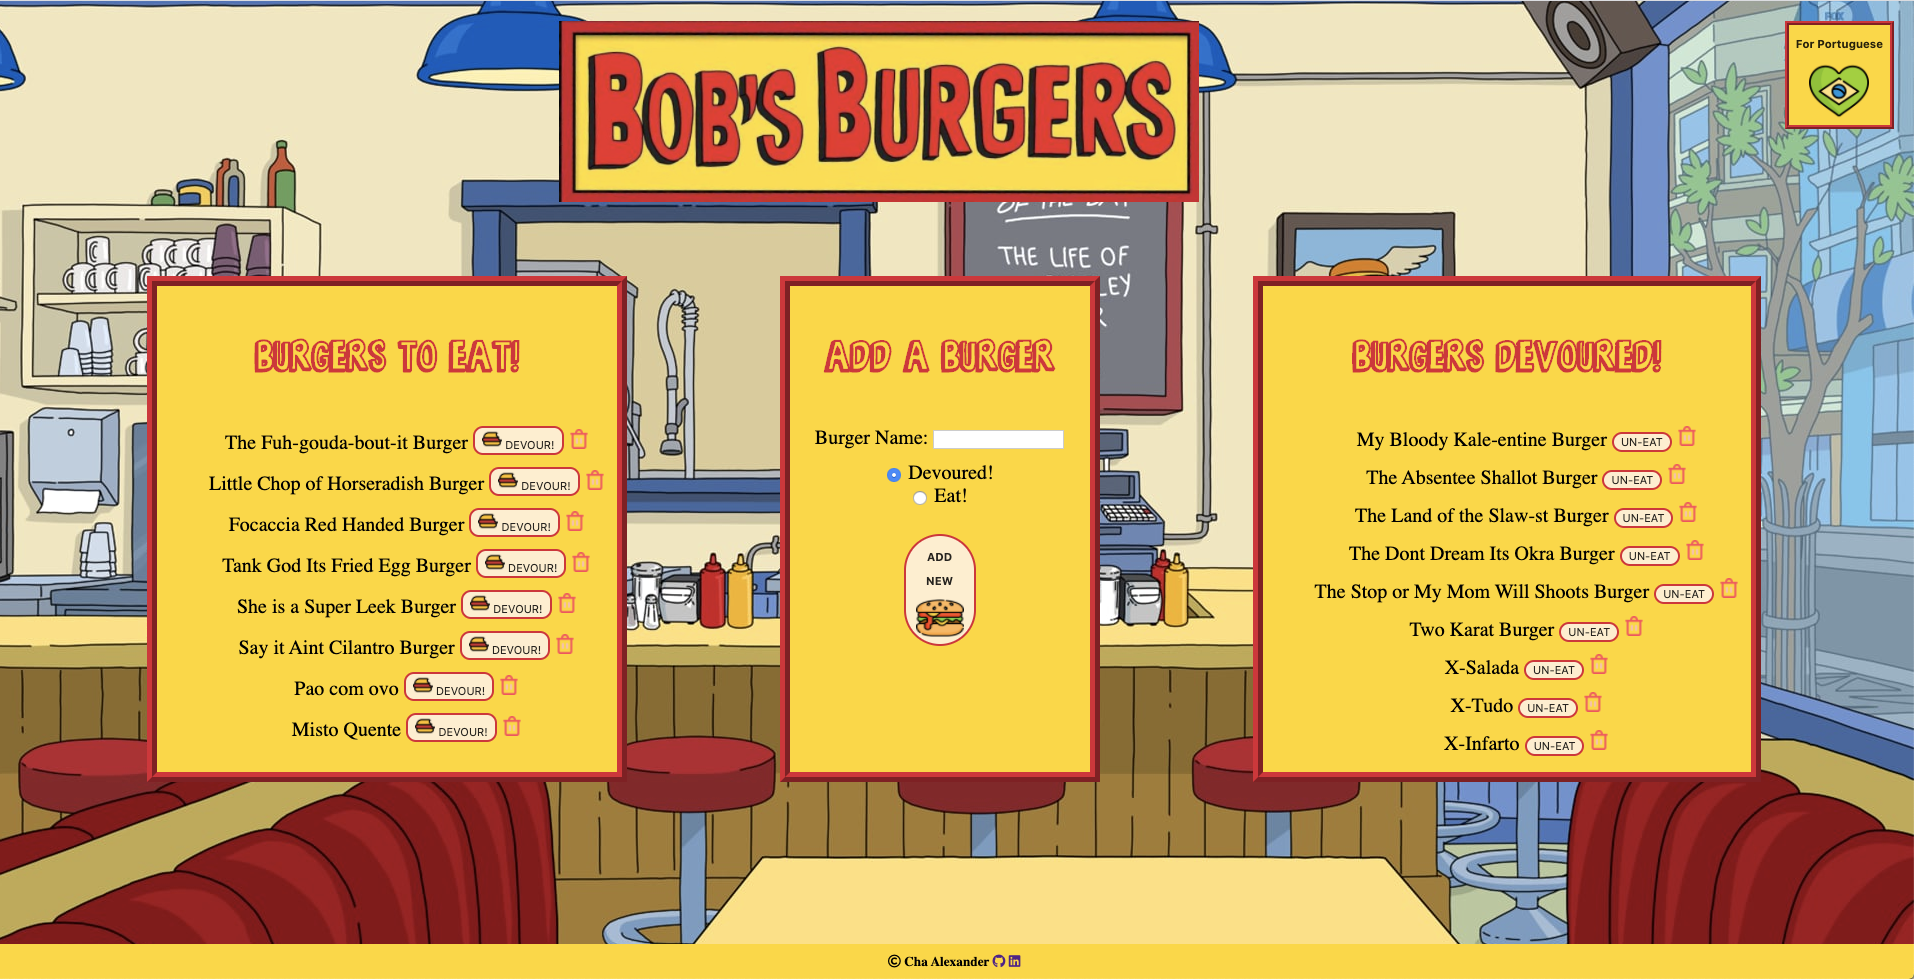 BOB'S BURGERS
For Portuguese
OF THE DAY
THE LIFE OF
LEY
R
BURGERS TO EAT!
The Fuh-gouda-bout-it Burger DEVOUR!
Little Chop of Horseradish Burger DEVOUR!
Focaccia Red Handed Burger DEVOUR!
Tank God Its Fried Egg Burger DEVOUR!
She is a Super Leek Burger DEVOUR!
Say it Aint Cilantro Burger DEVOUR!
Pao com ovo DEVOUR!
Misto Quente DEVOUR!
ADD A BURGER
Burger Name:
Devoured!
Eat!
ADD
NEW
BURGERS DEVOURED!
My Bloody Kale-entine Burger UN-EAT
The Absentee Shallot Burger UN-EAT
The Land of the Slaw-st Burger UN-EAT
The Dont Dream Its Okra Burger UN-EAT
The Stop or My Mom Will Shoots Burger UN-EAT
Two Karat Burger UN-EAT
X-Salada UN-EAT
X-Tudo UN-EAT
X-Infarto UN-EAT
© Cha Alexander